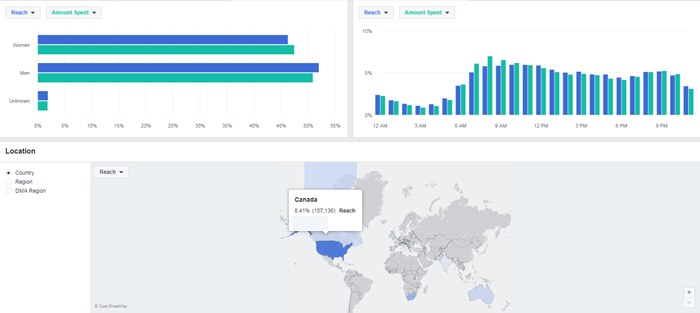 Reach
Amount Spent
Women
Men
Unknown
0% 5% 10% 15% 20% 25% 30% 35% 40% 45% 50% 55%
Reach
Amount Spent
10%
5%
0%
12 AM 3 AM 6 AM 9 AM 12 PM 3 PM 6 PM 9 PM
Location
Country
Region
DMA Region
Reach
Canada
8.41% (157,136) Reach
© OpenStreetMap
+
−